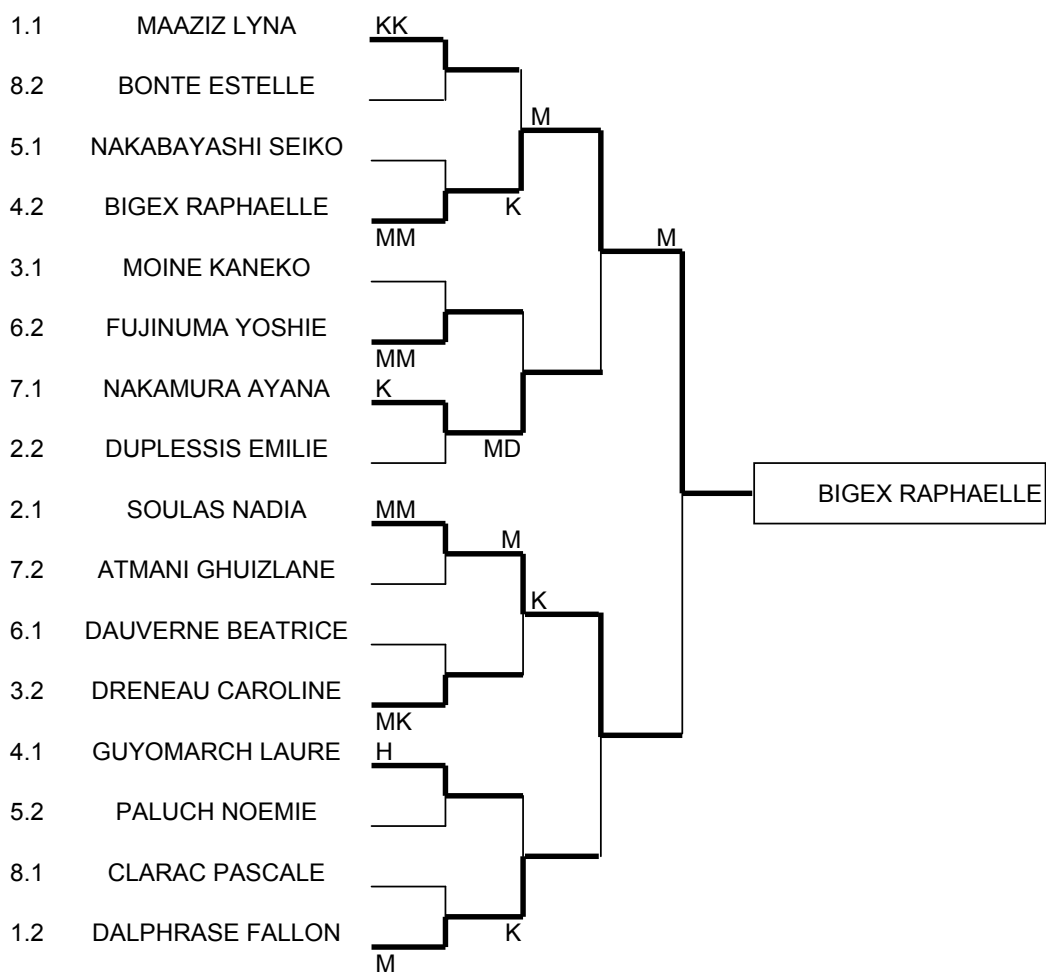 1.1 MAAZIZ LYNA KK
8.2 BONTE ESTELLE
M
5.1 NAKABAYASHI SEIKO
4.2 BIGEX RAPHAELLE K
MM M
3.1 MOINE KANEKO
6.2 FUJINUMA YOSHIE
MM
7.1 NAKAMURA AYANA K
2.2 DUPLESSIS EMILIE MD
BIGEX RAPHAELLE
2.1 SOULAS NADIA MM
M
7.2 ATMANI GHUIZLANE
K
6.1 DAUVERNE BEATRICE
3.2 DRENEAU CAROLINE
MK
4.1 GUYOMARCH LAURE H
5.2 PALUCH NOEMIE
8.1 CLARAC PASCALE
1.2 DALPHRASE FALLON K
M